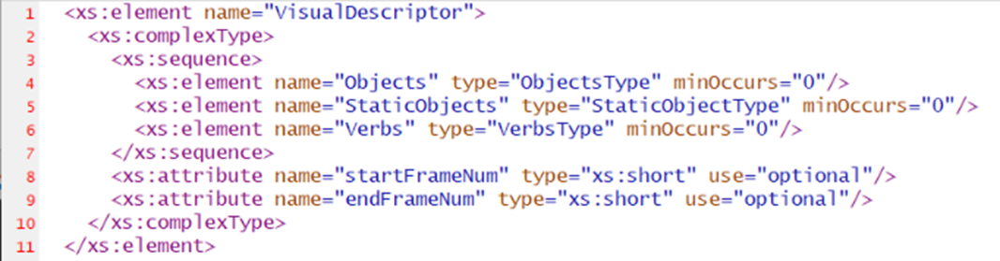 1 <xs:element name="VisualDescriptor">
2 <xs:complexType>
3 <xs:sequence>
4 <xs:element name="Objects" type="ObjectsType" minOccurs="0"/>
5 <xs:element name="StaticObjects" type="StaticObjectType" minOccurs="0"/>
6 <xs:element name="Verbs" type="VerbsType" minOccurs="0"/>
7 </xs:sequence>
8 <xs:attribute name="startFrameNum" type="xs:short" use="optional"/>
9 <xs:attribute name="endFrameNum" type="xs:short" use="optional"/>
10 </xs:complexType>
11 </xs:element>